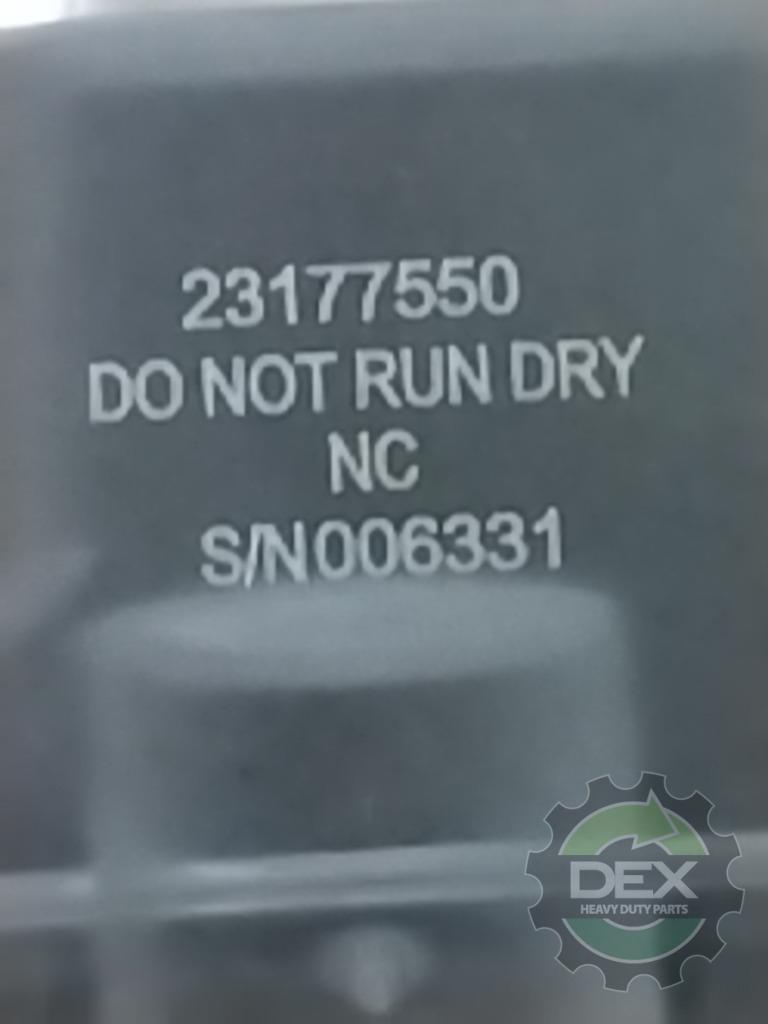 23177550
DO NOT RUN DRY
NC
S/N006331
DEX
HEAVY DUTY PARTS